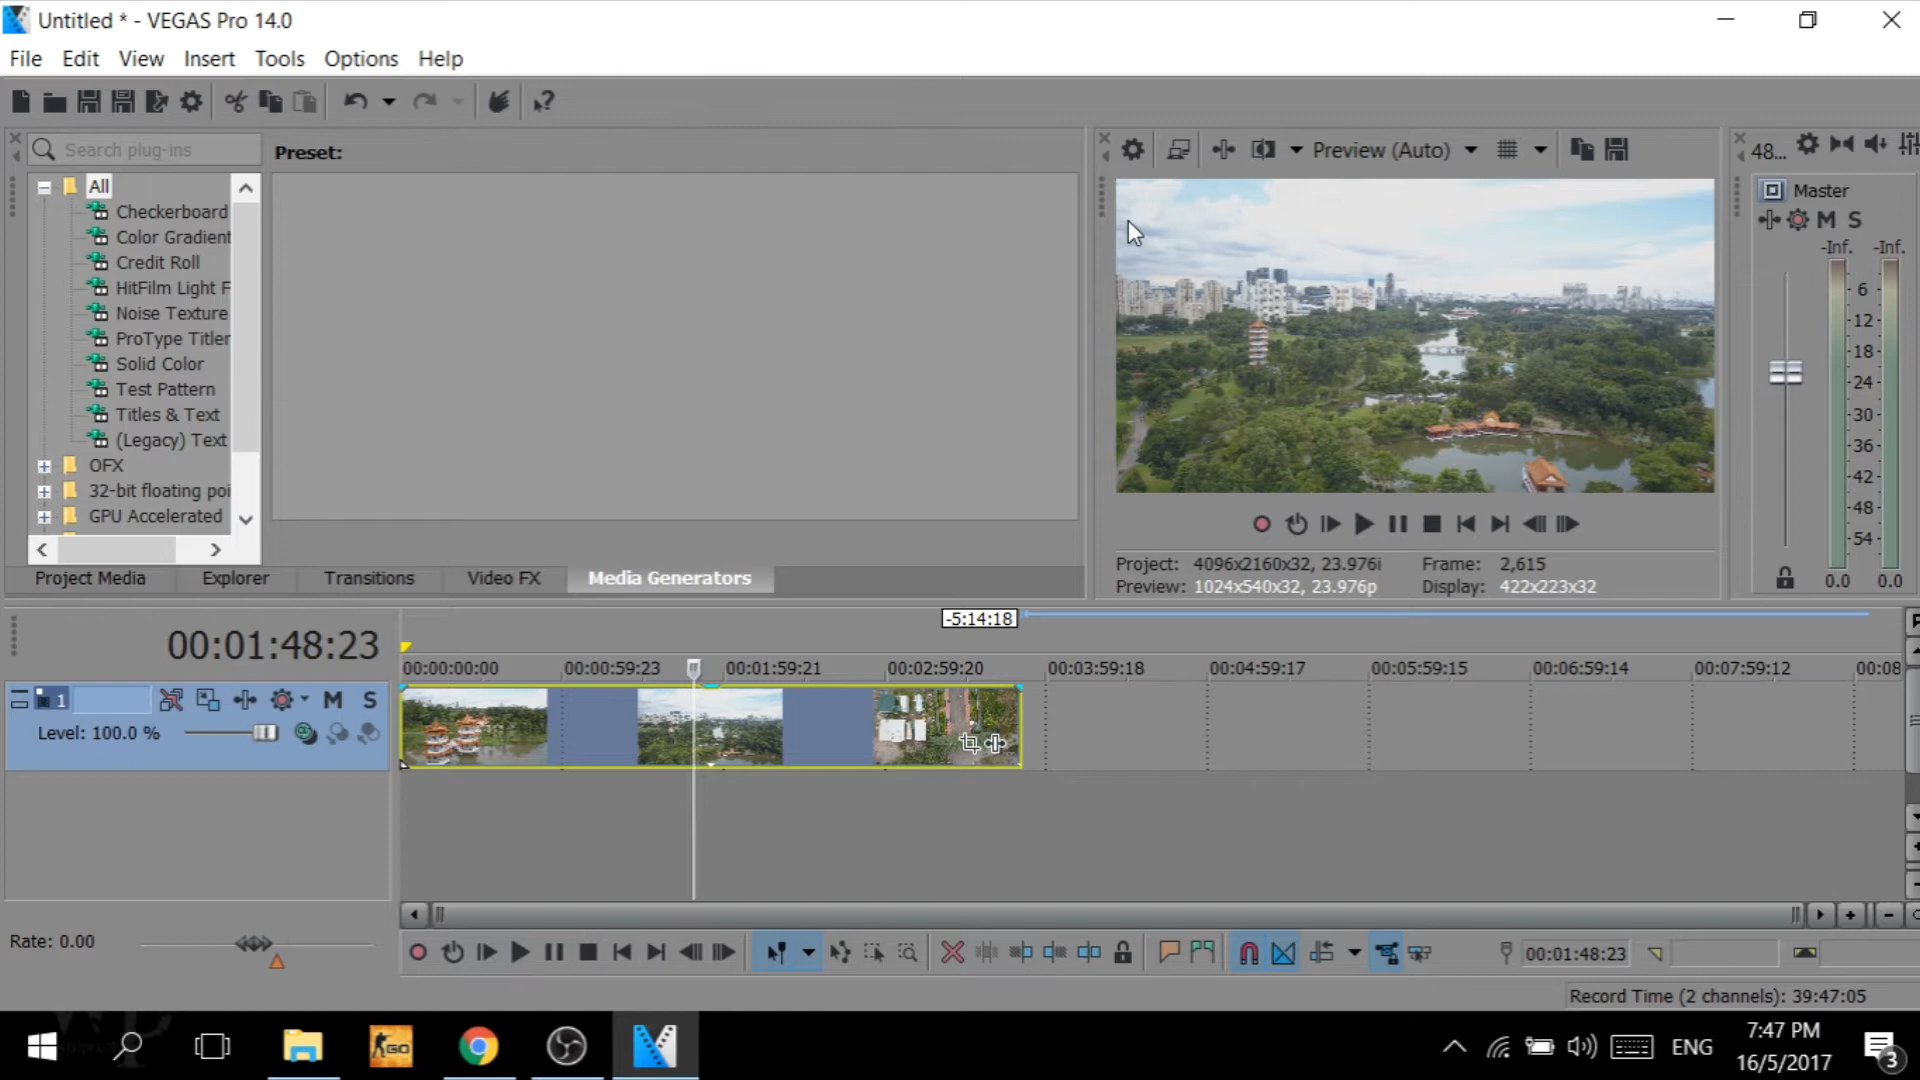 Untitled * - VEGAS Pro 14.0
File Edit View Insert Tools Options Help
Search plug-ins
Preset:
Preview (Auto)
48...
All
Checkerboard
Color Gradient
Credit Roll
HitFilm Light F
Noise Texture
ProType Titler
Solid Color
Test Pattern
Titles & Text
(Legacy) Text
OFX
32-bit floating poi
GPU Accelerated
Master
M S
-Inf. -Inf.
6
-12-
-18-
-24-
-30-
-36-
-42-
-48-
-54-
0.0 0.0
Project: 4096x2160x32, 23.976i Frame: 2,615
Preview: 1024x540x32, 23.976p Display: 422x223x32
Project Media Explorer Transitions Video FX Media Generators
-5:14:18
00:01:48:23
00:00:00:00 00:00:59:23 00:01:59:21 00:02:59:20 00:03:59:18 00:04:59:17 00:05:59:15 00:06:59:14 00:07:59:12 00:08
1 M S
Level: 100.0 %
Rate: 0.00
00:01:48:23
Record Time (2 channels): 39:47:05
GO
ENG
7:47 PM
16/5/2017
3